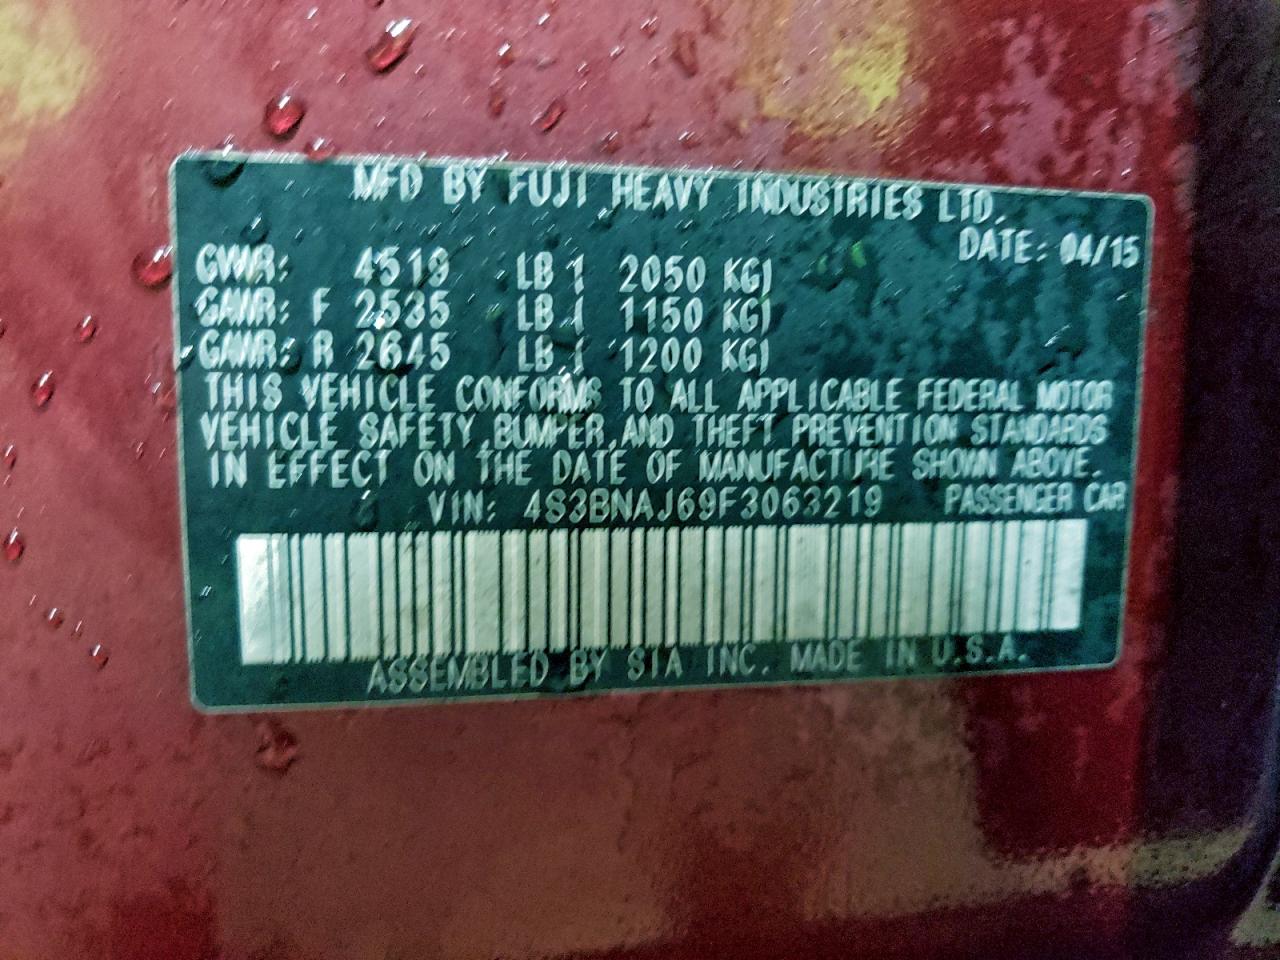 MFD BY FUJI HEAVY INDUSTRIES LTD.
DATE: 04/15
GVWR: 4519 LB ( 2050 KG)
GAWR: F 2535 LB ( 1150 KG)
GAWR: R 2645 LB ( 1200 KG)
THIS VEHICLE CONFORMS TO ALL APPLICABLE FEDERAL MOTOR
VEHICLE SAFETY,BUMPER,AND THEFT PREVENTION STANDARDS
IN EFFECT ON THE DATE OF MANUFACTURE SHOWN ABOVE.
VIN: 4S3BNAJ69F3063219 PASSENGER CAR
ASSEMBLED BY SIA INC. MADE IN U.S.A.